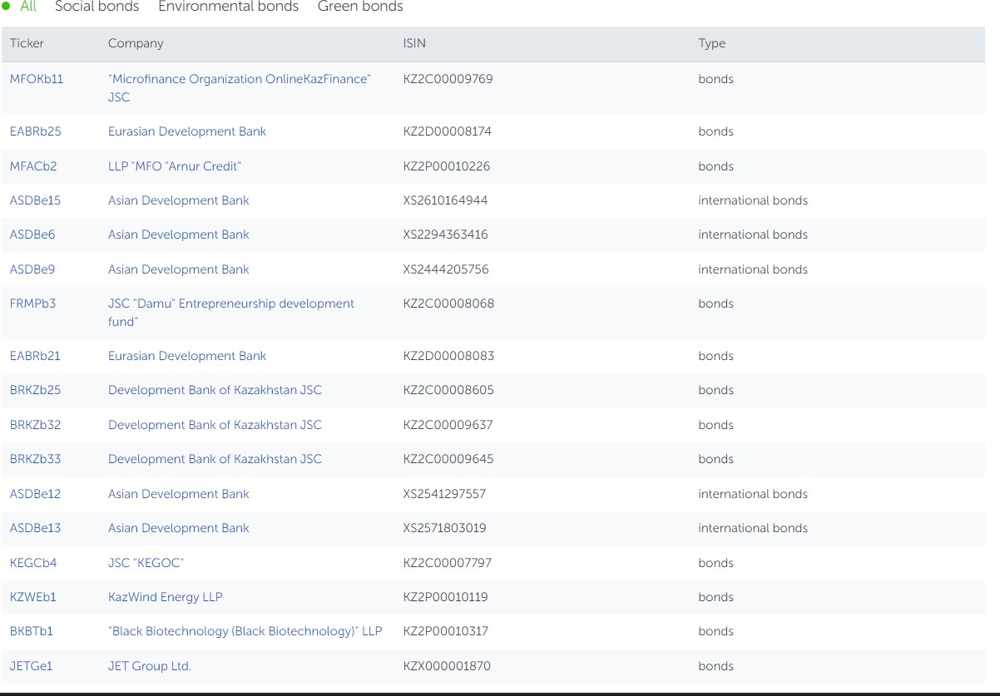 All Social bonds Environmental bonds Green bonds
Ticker Company ISIN Type
MFOKb11 "Microfinance Organization OnlineKazFinance" KZ2C00009769 bonds
JSC
EABRb25 Eurasian Development Bank KZ2D00008174 bonds
MFACb2 LLP "MFO "Arnur Credit" KZ2P00010226 bonds
ASDBe15 Asian Development Bank XS2610164944 international bonds
ASDBe6 Asian Development Bank XS2294363416 international bonds
ASDBe9 Asian Development Bank XS2444205756 international bonds
FRMPb3 JSC "Damu" Entrepreneurship development KZ2C00008068 bonds
fund"
EABRb21 Eurasian Development Bank KZ2D00008083 bonds
BRKZb25 Development Bank of Kazakhstan JSC KZ2C00008605 bonds
BRKZb32 Development Bank of Kazakhstan JSC KZ2C00009637 bonds
BRKZb33 Development Bank of Kazakhstan JSC KZ2C00009645 bonds
ASDBe12 Asian Development Bank XS2541297557 international bonds
ASDBe13 Asian Development Bank XS2571803019 international bonds
KEGCb4 JSC "KEGOC" KZ2C00007797 bonds
KZWEb1 KazWind Energy LLP KZ2P00010119 bonds
BKBTb1 "Black Biotechnology (Black Biotechnology)" LLP KZ2P00010317 bonds
JETGe1 JET Group Ltd. KZX000001870 bonds